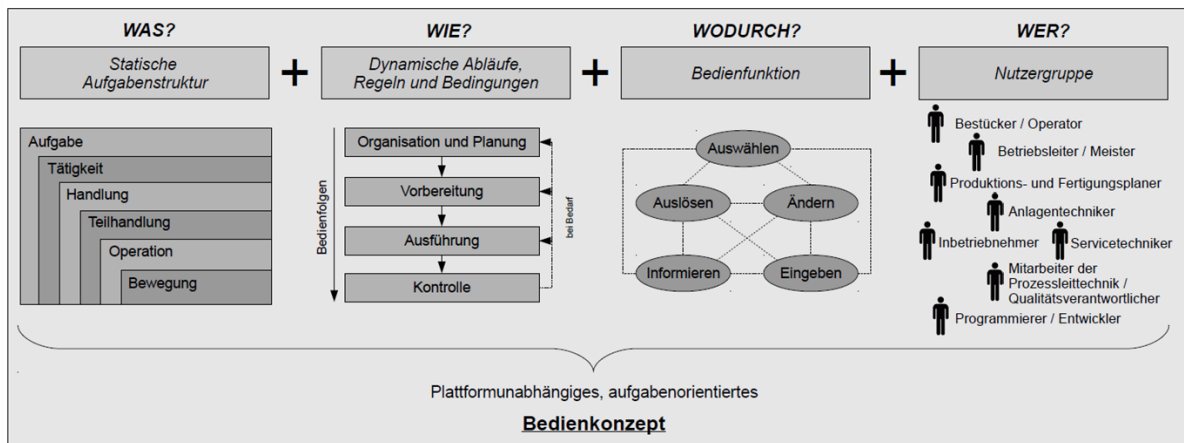 WAS?
Statische
Aufgabenstruktur
Aufgabe
Tätigkeit
Handlung
Teilhandlung
Operation
Bewegung
+
WIE?
Dynamische Abläufe,
Regeln und Bedingungen
Bedienfolgen
Organisation und Planung
Vorbereitung
Ausführung
Kontrolle
bei Bedarf
+
WODURCH?
Bedienfunktion
Auswählen
Auslösen
Ändern
Informieren
Eingeben
+
WER?
Nutzergruppe
Bestücker / Operator
Betriebsleiter / Meister
Produktions- und Fertigungsplaner
Anlagentechniker
Inbetriebnehmer
Servicetechniker
Mitarbeiter der
Prozessleittechnik /
Qualitätsverantwortlicher
Programmierer / Entwickler
Plattformunabhängiges, aufgabenorientiertes
Bedienkonzept